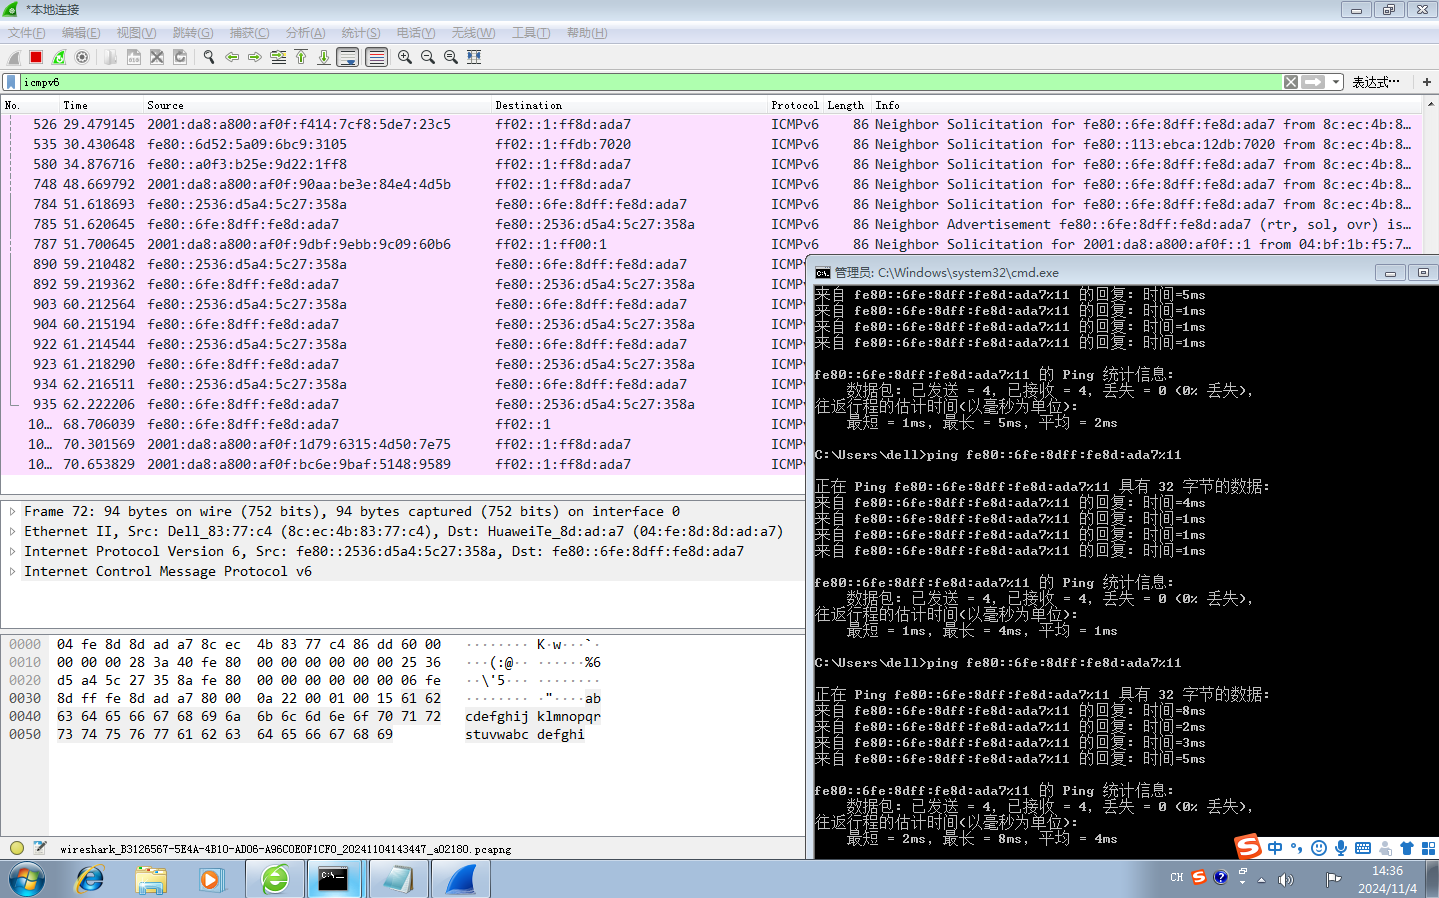 *本地连接
文件(F) 编辑(E) 视图(V) 跳转(G) 捕获(C) 分析(A) 统计(S) 电话(Y) 无线(W) 工具(T) 帮助(H)
icmpv6 表达式… +
No. Time Source Destination Protocol Length Info
526 29.479145 2001:da8:a800:af0f:f414:7cf8:5de7:23c5 ff02::1:ff8d:ada7 ICMPv6 86 Neighbor Solicitation for fe80::6fe:8dff:fe8d:ada7 from 8c:ec:4b:8…
535 30.430648 fe80::6d52:5a09:6bc9:3105 ff02::1:ffdb:7020 ICMPv6 86 Neighbor Solicitation for fe80::113:ebca:12db:7020 from 8c:ec:4b:8…
580 34.876716 fe80::a0f3:b25e:9d22:1ff8 ff02::1:ff8d:ada7 ICMPv6 86 Neighbor Solicitation for fe80::6fe:8dff:fe8d:ada7 from 8c:ec:4b:8…
748 48.669792 2001:da8:a800:af0f:90aa:be3e:84e4:4d5b ff02::1:ff8d:ada7 ICMPv6 86 Neighbor Solicitation for fe80::6fe:8dff:fe8d:ada7 from 8c:ec:4b:8…
784 51.618693 fe80::2536:d5a4:5c27:358a fe80::6fe:8dff:fe8d:ada7 ICMPv6 86 Neighbor Solicitation for fe80::6fe:8dff:fe8d:ada7 from 8c:ec:4b:8…
785 51.620645 fe80::6fe:8dff:fe8d:ada7 fe80::2536:d5a4:5c27:358a ICMPv6 86 Neighbor Advertisement fe80::6fe:8dff:fe8d:ada7 (rtr, sol, ovr) is…
787 51.700645 2001:da8:a800:af0f:9dbf:9ebb:9c09:60b6 ff02::1:ff00:1 ICMPv6 86 Neighbor Solicitation for 2001:da8:a800:af0f::1 from 04:bf:1b:f5:7…
890 59.210482 fe80::2536:d5a4:5c27:358a fe80::6fe:8dff:fe8d:ada7 ICMP
892 59.219362 fe80::6fe:8dff:fe8d:ada7 fe80::2536:d5a4:5c27:358a ICMP
903 60.212564 fe80::2536:d5a4:5c27:358a fe80::6fe:8dff:fe8d:ada7 ICMP
904 60.215194 fe80::6fe:8dff:fe8d:ada7 fe80::2536:d5a4:5c27:358a ICMP
922 61.214544 fe80::2536:d5a4:5c27:358a fe80::6fe:8dff:fe8d:ada7 ICMP
923 61.218290 fe80::6fe:8dff:fe8d:ada7 fe80::2536:d5a4:5c27:358a ICMP
934 62.216511 fe80::2536:d5a4:5c27:358a fe80::6fe:8dff:fe8d:ada7 ICMP
935 62.222206 fe80::6fe:8dff:fe8d:ada7 fe80::2536:d5a4:5c27:358a ICMP
10… 68.706039 fe80::6fe:8dff:fe8d:ada7 ff02::1 ICMP
10… 70.301569 2001:da8:a800:af0f:1d79:6315:4d50:7e75 ff02::1:ff8d:ada7 ICMP
10… 70.653829 2001:da8:a800:af0f:bc6e:9baf:5148:9589 ff02::1:ff8d:ada7 ICMP
Frame 72: 94 bytes on wire (752 bits), 94 bytes captured (752 bits) on interface 0
Ethernet II, Src: Dell_83:77:c4 (8c:ec:4b:83:77:c4), Dst: HuaweiTe_8d:ad:a7 (04:fe:8d:8d:ad:a7)
Internet Protocol Version 6, Src: fe80::2536:d5a4:5c27:358a, Dst: fe80::6fe:8dff:fe8d:ada7
Internet Control Message Protocol v6
0000 04 fe 8d 8d ad a7 8c ec 4b 83 77 c4 86 dd 60 00 ········ K·w···`·
0010 00 00 00 28 3a 40 fe 80 00 00 00 00 00 00 25 36 ···(:@·· ······%6
0020 d5 a4 5c 27 35 8a fe 80 00 00 00 00 00 00 06 fe ··\'5··· ········
0030 8d ff fe 8d ad a7 80 00 0a 22 00 01 00 15 61 62 ········ ·"····ab
0040 63 64 65 66 67 68 69 6a 6b 6c 6d 6e 6f 70 71 72 cdefghij klmnopqr
0050 73 74 75 76 77 61 62 63 64 65 66 67 68 69 stuvwabc defghi
wireshark_B3126567-5E4A-4B10-AD06-A96C0E0F1CF0_20241104143447_a02180.pcapng
管理员: C:\Windows\system32\cmd.exe
来自 fe80::6fe:8dff:fe8d:ada7%11 的回复: 时间=5ms
来自 fe80::6fe:8dff:fe8d:ada7%11 的回复: 时间=1ms
来自 fe80::6fe:8dff:fe8d:ada7%11 的回复: 时间=1ms
来自 fe80::6fe:8dff:fe8d:ada7%11 的回复: 时间=1ms
fe80::6fe:8dff:fe8d:ada7%11 的 Ping 统计信息:
数据包: 已发送 = 4, 已接收 = 4, 丢失 = 0 (0% 丢失),
往返行程的估计时间(以毫秒为单位):
最短 = 1ms, 最长 = 5ms, 平均 = 2ms
C:\Users\dell>ping fe80::6fe:8dff:fe8d:ada7%11
正在 Ping fe80::6fe:8dff:fe8d:ada7%11 具有 32 字节的数据:
来自 fe80::6fe:8dff:fe8d:ada7%11 的回复: 时间=4ms
来自 fe80::6fe:8dff:fe8d:ada7%11 的回复: 时间=1ms
来自 fe80::6fe:8dff:fe8d:ada7%11 的回复: 时间=1ms
来自 fe80::6fe:8dff:fe8d:ada7%11 的回复: 时间=1ms
fe80::6fe:8dff:fe8d:ada7%11 的 Ping 统计信息:
数据包: 已发送 = 4, 已接收 = 4, 丢失 = 0 (0% 丢失),
往返行程的估计时间(以毫秒为单位):
最短 = 1ms, 最长 = 4ms, 平均 = 1ms
C:\Users\dell>ping fe80::6fe:8dff:fe8d:ada7%11
正在 Ping fe80::6fe:8dff:fe8d:ada7%11 具有 32 字节的数据:
来自 fe80::6fe:8dff:fe8d:ada7%11 的回复: 时间=8ms
来自 fe80::6fe:8dff:fe8d:ada7%11 的回复: 时间=2ms
来自 fe80::6fe:8dff:fe8d:ada7%11 的回复: 时间=3ms
来自 fe80::6fe:8dff:fe8d:ada7%11 的回复: 时间=5ms
fe80::6fe:8dff:fe8d:ada7%11 的 Ping 统计信息:
数据包: 已发送 = 4, 已接收 = 4, 丢失 = 0 (0% 丢失),
往返行程的估计时间(以毫秒为单位):
最短 = 2ms, 最长 = 8ms, 平均 = 4ms
中
CH
14:36
2024/11/4